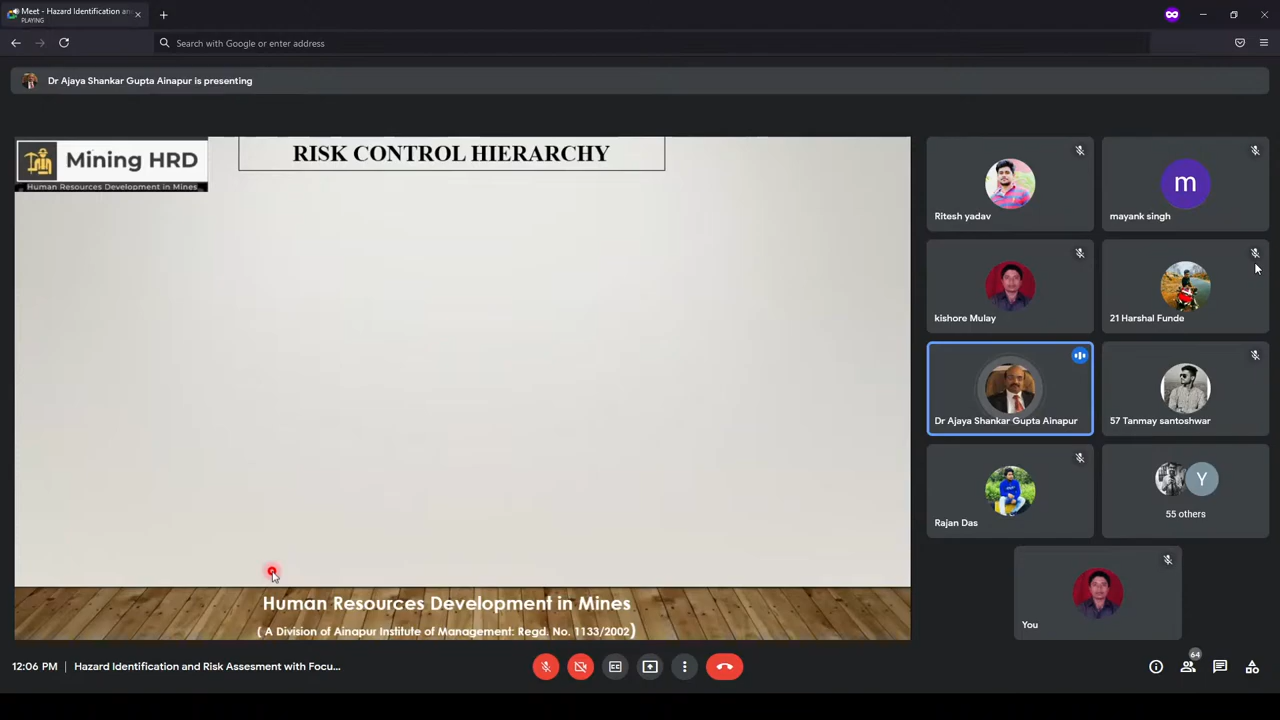 Meet - Hazard Identification and
PLAYING
Search with Google or enter address
Dr Ajaya Shankar Gupta Ainapur is presenting
Mining HRD
Human Resources Development in Mines
RISK CONTROL HIERARCHY
Human Resources Development in Mines
( A Division of Ainapur Institute of Management: Regd. No. 1133/2002)
Ritesh yadav
m
mayank singh
kishore Mulay
21 Harshal Funde
Dr Ajaya Shankar Gupta Ainapur
57 Tanmay santoshwar
Rajan Das
Y
55 others
You
12:06 PM | Hazard Identification and Risk Assesment with Focu...
64